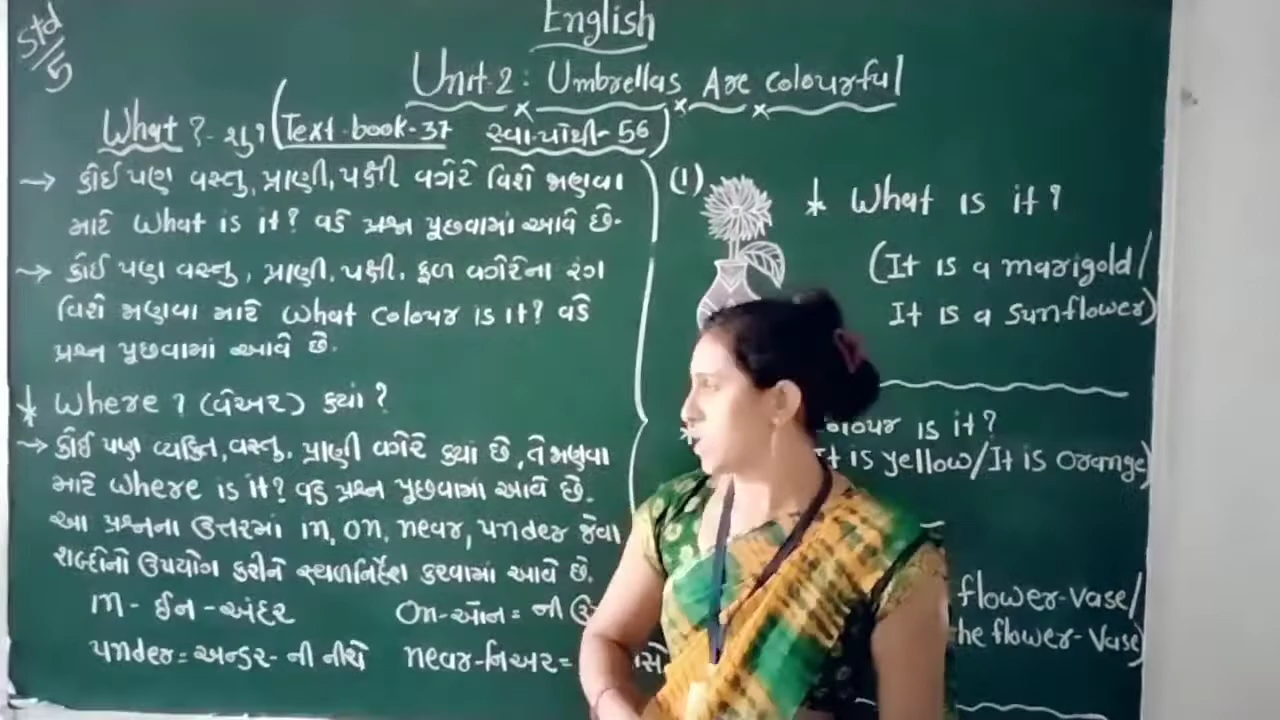 Std/5
English
Unit-2: Umbrellas Are Colourful
What ? - શું? (Text-book-37 સ્વા.પોથી-56)
→ કોઈ પણ વસ્તુ, પ્રાણી, પક્ષી વગેરે વિશે જાણવા
માટે What is it? વડે પ્રશ્ન પૂછવામાં આવે છે.
→ કોઈ પણ વસ્તુ, પ્રાણી, પક્ષી, ફળ વગેરેના રંગ
વિશે જાણવા માટે What colour is it? વડે
પ્રશ્ન પૂછવામાં આવે છે.
* Where ? (વેઅર) ક્યાં ?
→ કોઈ પણ વ્યક્તિ, વસ્તુ, પ્રાણી વગેરે ક્યાં છે, તે જાણવા
માટે Where is it? વડે પ્રશ્ન પૂછવામાં આવે છે.
આ પ્રશ્નના ઉત્તરમાં in, on, near, under જેવા
શબ્દોનો ઉપયોગ કરીને સ્થળનિર્દેશ કરવામાં આવે છે.
in - ઈન - અંદર on - ઑન = ની
under = અન્ડર - ની નીચે near - નિઅર =
(1) * What is it?
(It is a marigold/
It is a sunflower)
is it?
It is yellow/It is orange)
flower-vase/
the flower-vase)